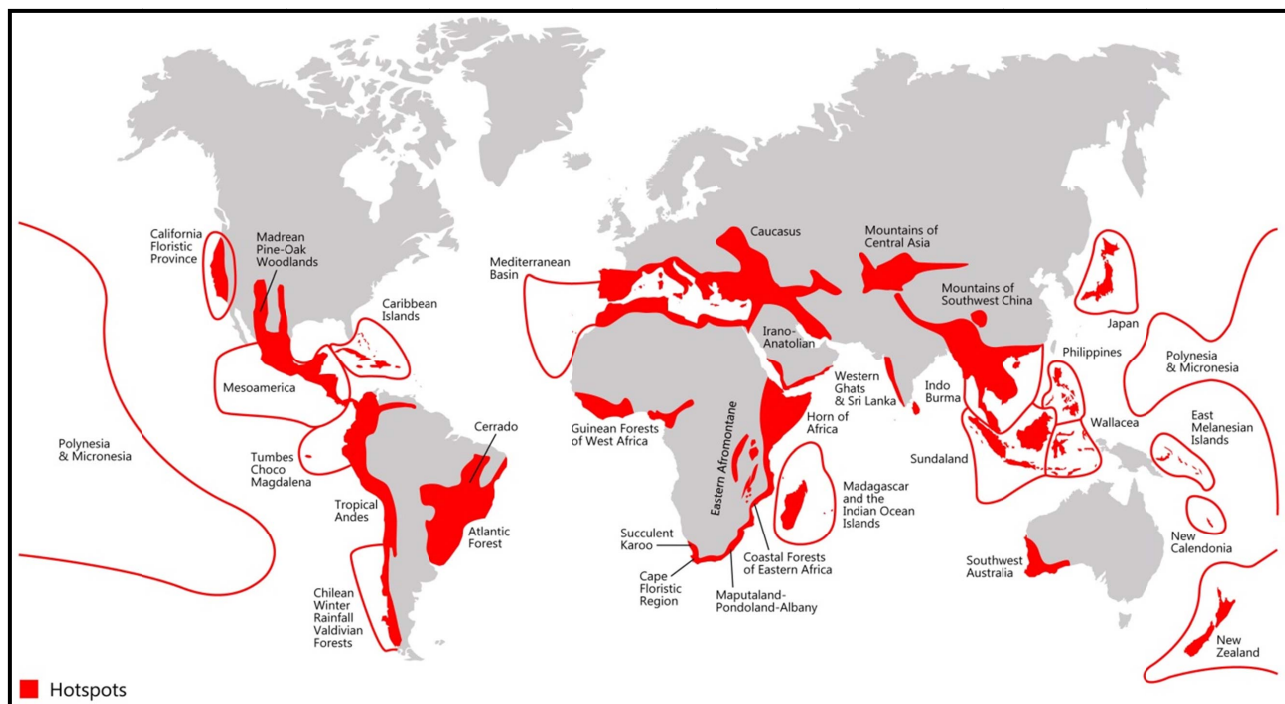 California
Floristic
Province
Madrean
Pine-Oak
Woodlands
Caribbean
Islands
Mesoamerica
Polynesia
& Micronesia
Tumbes
Choco
Magdalena
Tropical
Andes
Cerrado
Atlantic
Forest
Chilean
Winter
Rainfall
Valdivian
Forests
Mediterranean
Basin
Caucasus
Mountains of
Central Asia
Mountains of
Southwest China
Irano-
Anatolian
Western
Ghats
& Sri Lanka
Indo
Burma
Japan
Philippines
Polynesia
& Micronesia
Guinean Forests
of West Africa
Horn of
Africa
Eastern Afromontane
Wallacea
East
Melanesian
Islands
Sundaland
Madagascar
and the
Indian Ocean
Islands
Succulent
Karoo
Cape
Floristic
Region
Coastal Forests
of Eastern Africa
Maputaland-
Pondoland-Albany
Southwest
Australia
New
Calendonia
New
Zealand
Hotspots